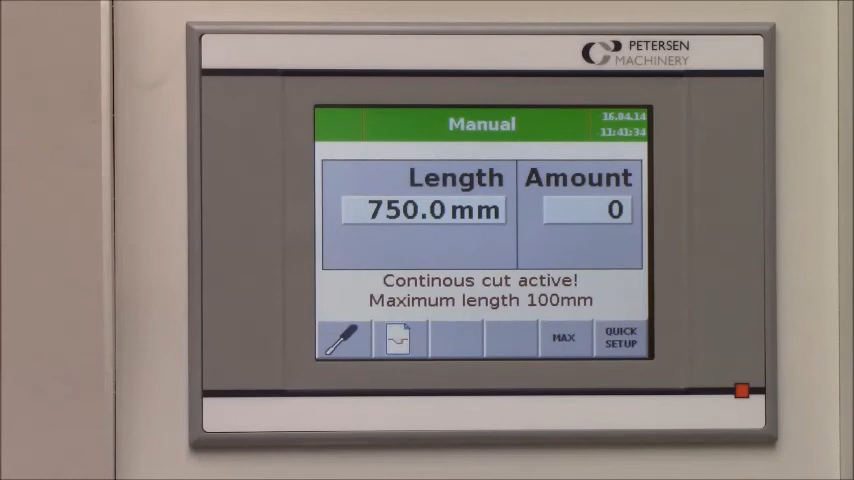 PETERSEN
MACHINERY
Manual
16.04.14
11:41:34
Length
Amount
750.0 mm
0
Continous cut active!
Maximum length 100mm
MAX
QUICK
SETUP